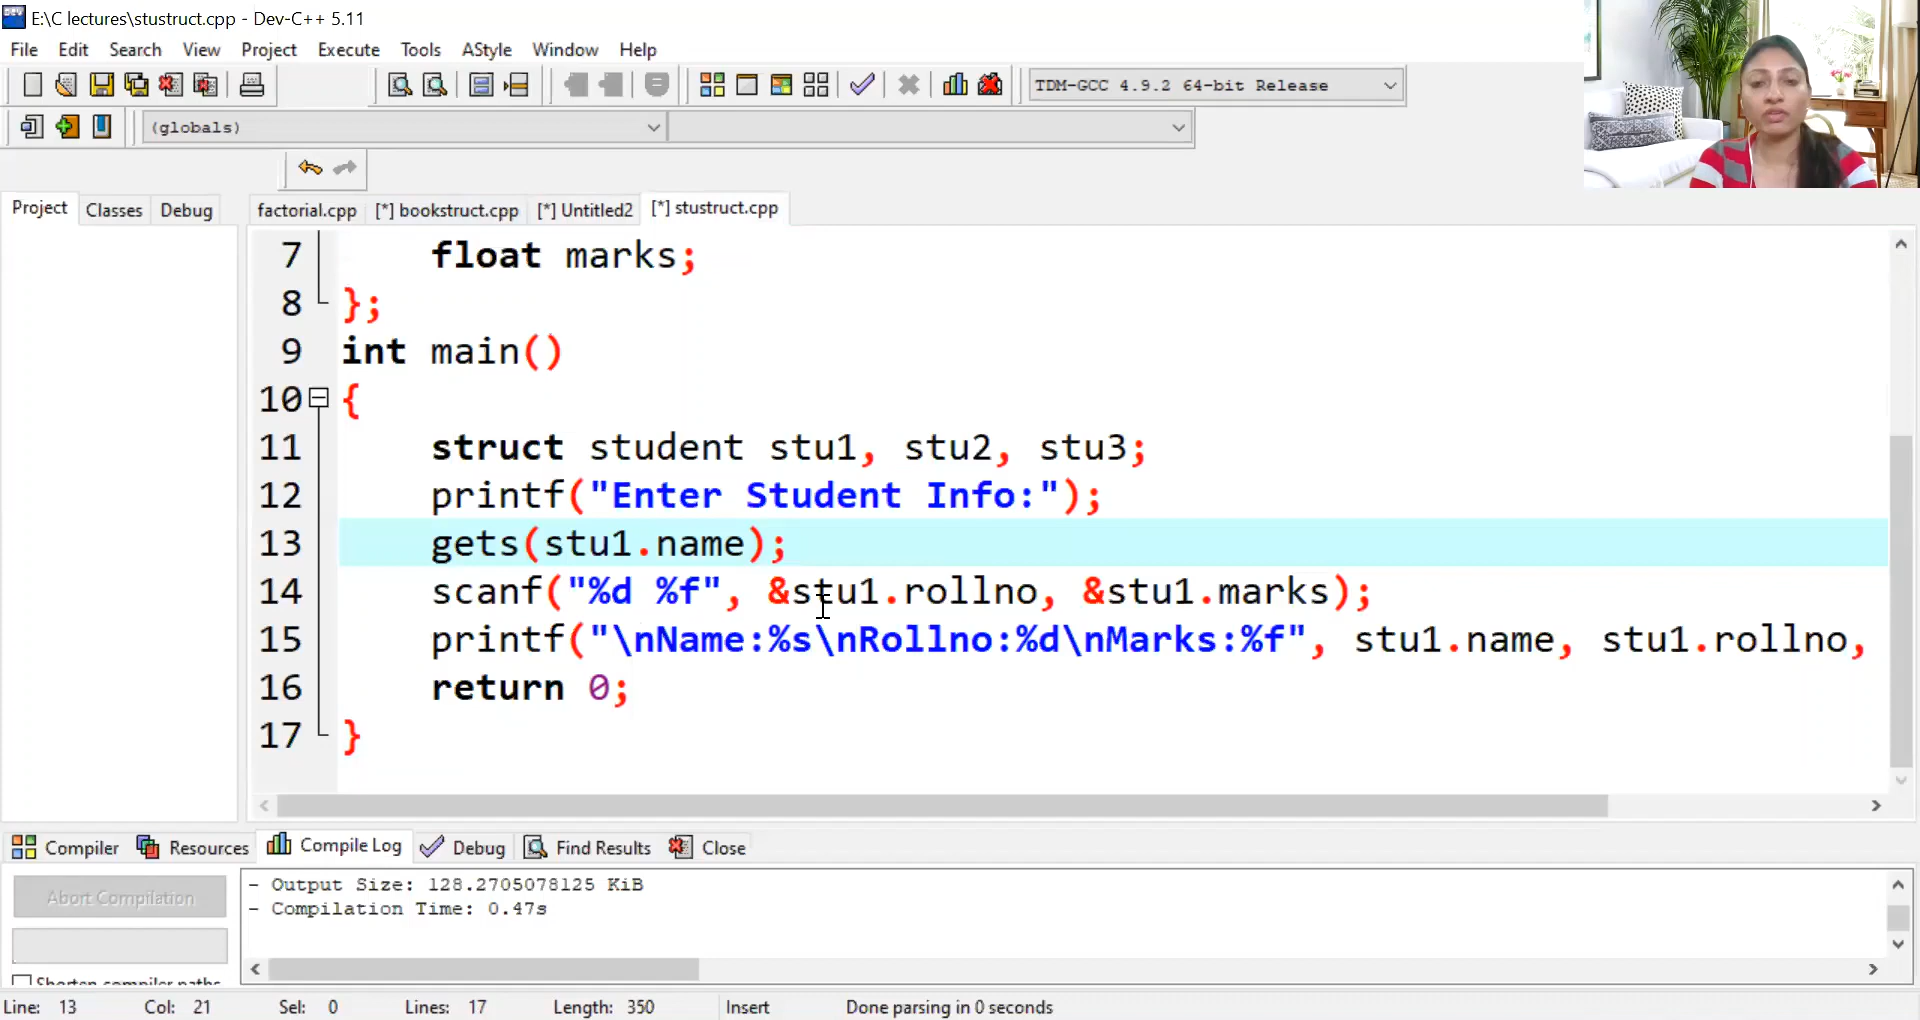 E:\C lectures\stustruct.cpp - Dev-C++ 5.11
File Edit Search View Project Execute Tools AStyle Window Help
TDM-GCC 4.9.2 64-bit Release
(globals)
Project Classes Debug
factorial.cpp [*] bookstruct.cpp [*] Untitled2 [*] stustruct.cpp
7 float marks;
8 };
9 int main()
10 {
11 struct student stu1, stu2, stu3;
12 printf("Enter Student Info:");
13 gets(stu1.name);
14 scanf("%d %f", &stu1.rollno, &stu1.marks);
15 printf("\nName:%s\nRollno:%d\nMarks:%f", stu1.name, stu1.rollno,
16 return 0;
17 }
Compiler Resources Compile Log Debug Find Results Close
Abort Compilation
- Output Size: 128.2705078125 KiB
- Compilation Time: 0.47s
Shorten compiler paths
Line: 13 Col: 21 Sel: 0 Lines: 17 Length: 350 Insert Done parsing in 0 seconds